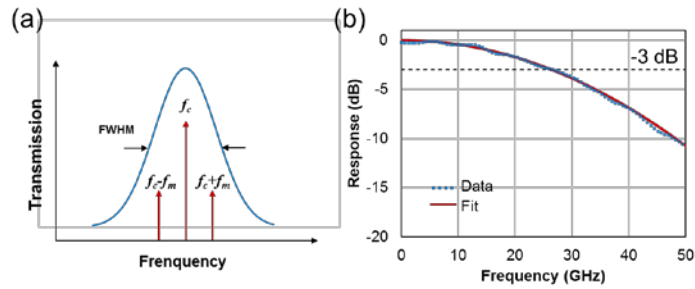 (a)
Transmission
FWHM
f_c
f_c-f_m
f_c+f_m
Frenquency
(b)
Response (dB)
0
-5
-10
-15
-20
-3 dB
Data
Fit
0 10 20 30 40 50
Frequency (GHz)